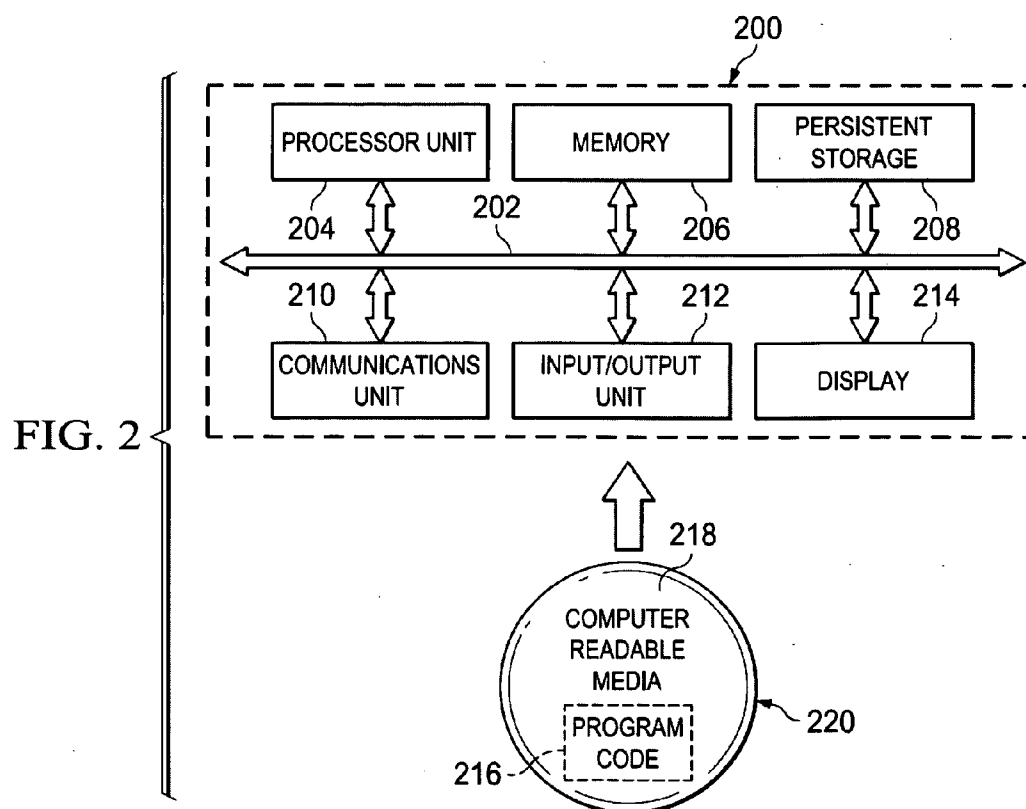 200
PROCESSOR UNIT
MEMORY
PERSISTENT
STORAGE
204
202
206
208
210
212
214
COMMUNICATIONS
UNIT
INPUT/OUTPUT
UNIT
DISPLAY
FIG. 2
218
COMPUTER
READABLE
MEDIA
220
PROGRAM
CODE
216